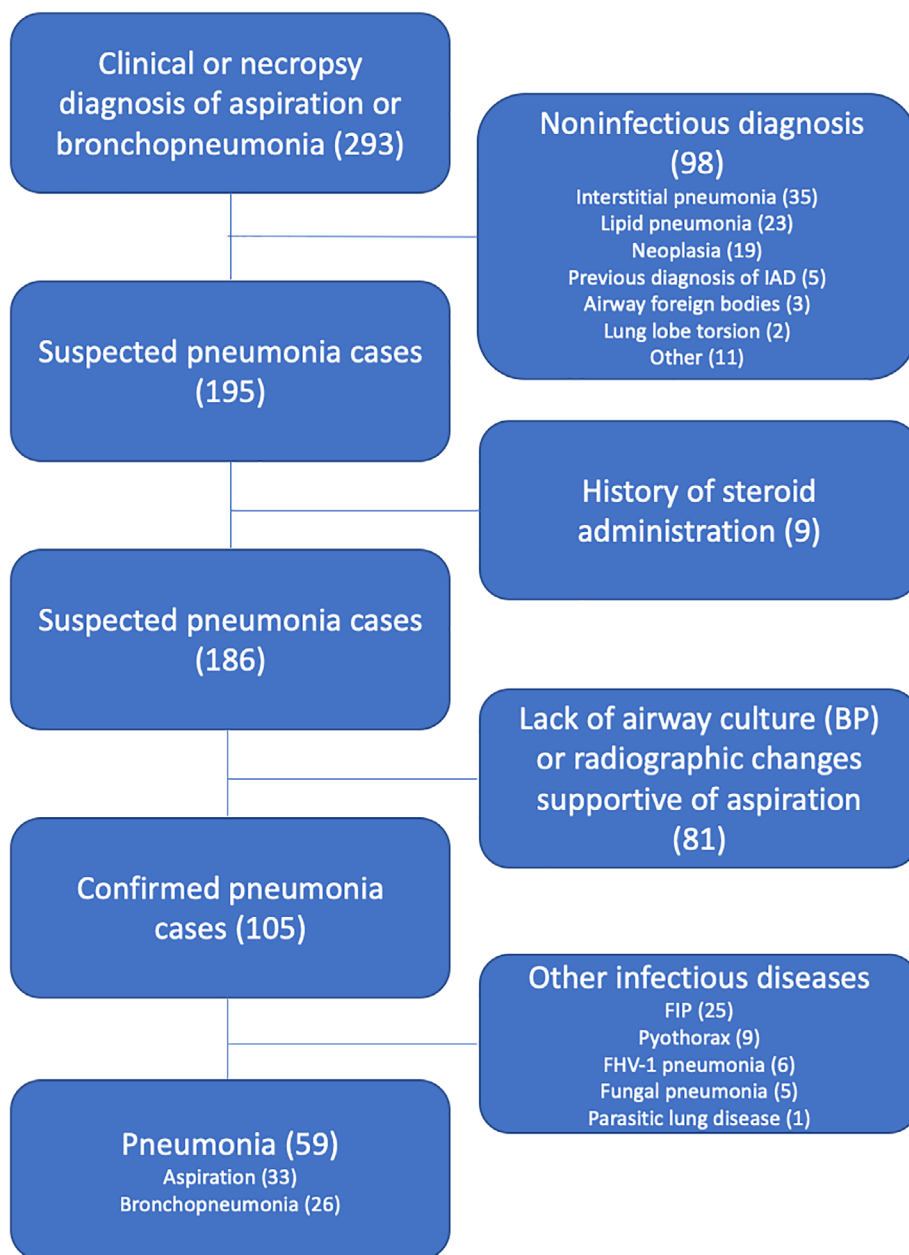 Clinical or necropsy
diagnosis of aspiration or
bronchopneumonia (293)
Noninfectious diagnosis
(98)
Interstitial pneumonia (35)
Lipid pneumonia (23)
Neoplasia (19)
Previous diagnosis of IAD (5)
Airway foreign bodies (3)
Lung lobe torsion (2)
Other (11)
Suspected pneumonia cases
(195)
History of steroid
administration (9)
Suspected pneumonia cases
(186)
Lack of airway culture (BP)
or radiographic changes
supportive of aspiration
(81)
Confirmed pneumonia
cases (105)
Other infectious diseases
FIP (25)
Pyothorax (9)
FHV-1 pneumonia (6)
Fungal pneumonia (5)
Parasitic lung disease (1)
Pneumonia (59)
Aspiration (33)
Bronchopneumonia (26)